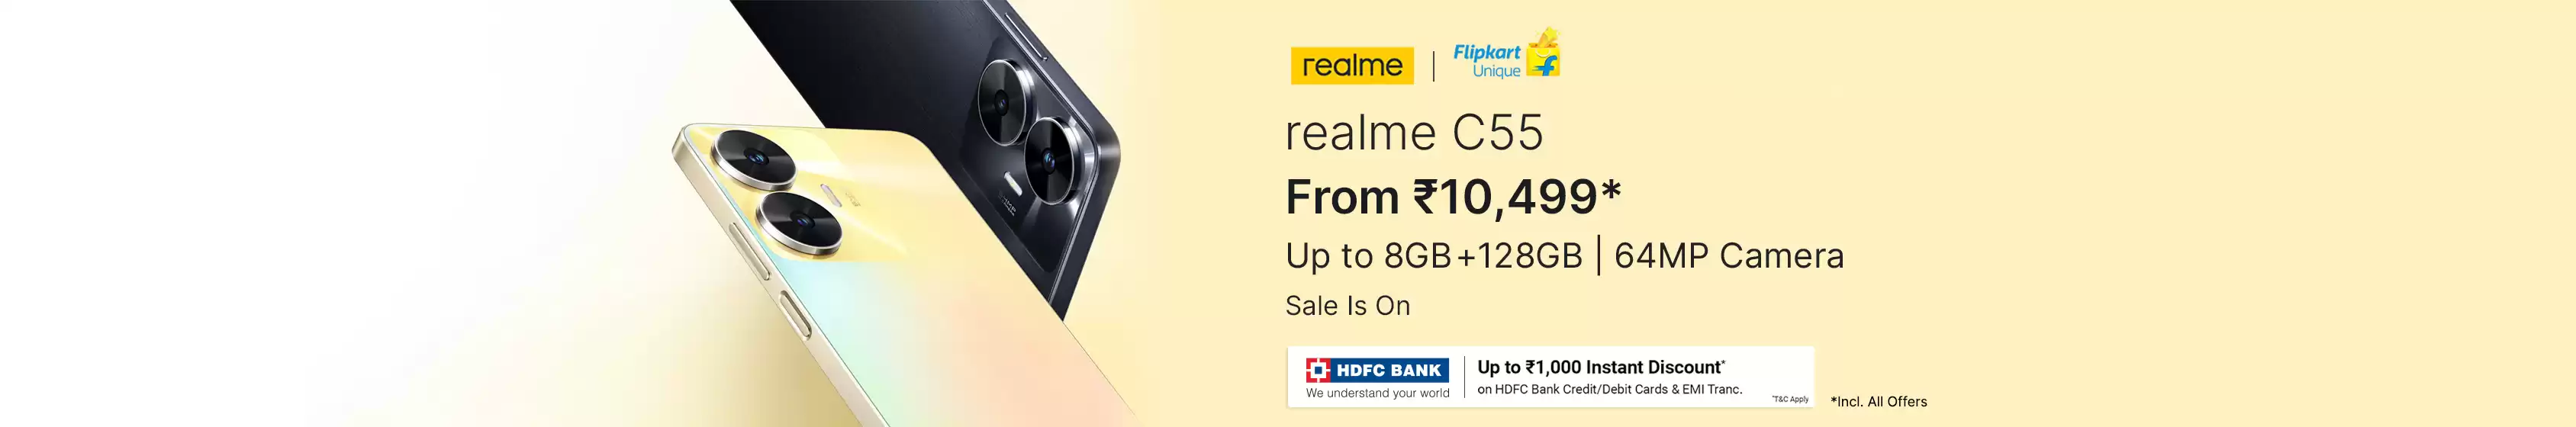 realme | Flipkart
Unique
realme C55
From ₹10,499*
Up to 8GB+128GB | 64MP Camera
Sale Is On
HDFC BANK
We understand your world
Up to ₹1,000 Instant Discount*
on HDFC Bank Credit/Debit Cards & EMI Tranc.
*T&C Apply
*Incl. All Offers